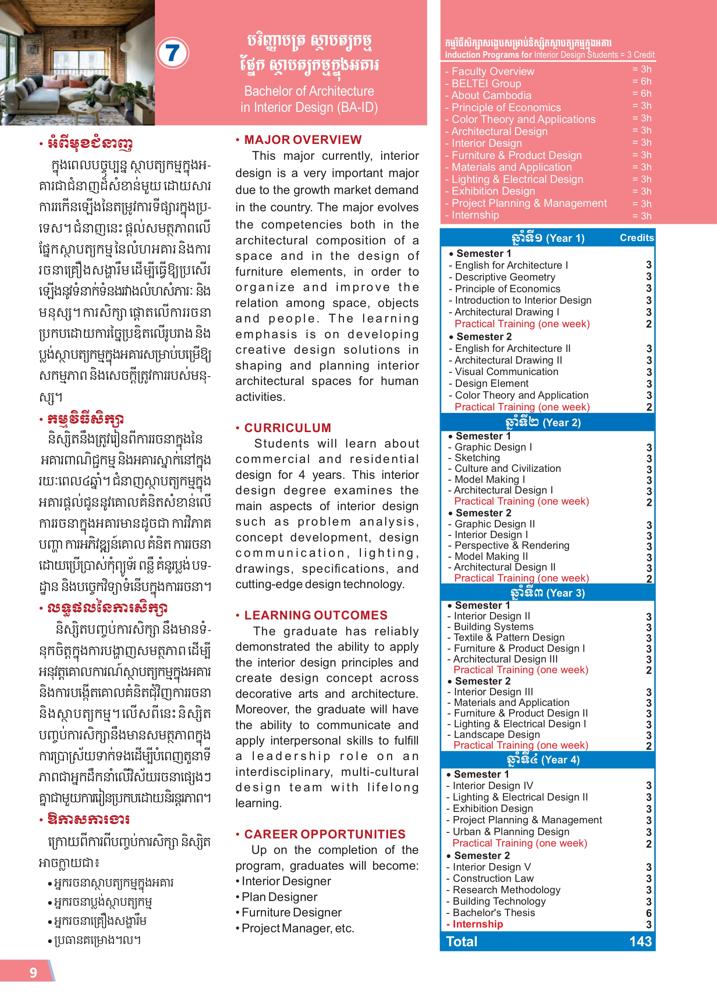 7
បរិញ្ញាបត្រ ស្ថាបត្យកម្ម
ផ្នែក ស្ថាបត្យកម្មក្នុងអគារ
Bachelor of Architecture
in Interior Design (BA-ID)
• អំពីមុខជំនាញ
ក្នុងពេលបច្ចុប្បន្ន ស្ថាបត្យកម្មក្នុងអ-
គារជាជំនាញដ៏សំខាន់មួយ ដោយសារ
ការរកើនឡើងនៃតម្រូវការទីផ្សារក្នុងប្រ-
ទេស។ ជំនាញនេះ ផ្តល់សមត្ថភាពលើ
ផ្នែកស្ថាបត្យកម្ម នៃលំហអគារ និងការ
រចនាគ្រឿងសង្ហារឹម ដើម្បីធ្វើឱ្យប្រសើរ
ឡើងនូវទំនាក់ទំនងរវាងលំហសំភារៈ និង
មនុស្ស។ ការសិក្សា ផ្តោតលើការរចនា
ប្រកបដោយការច្នៃប្រឌិតលើរូបរាង និង
ប្លង់ស្ថាបត្យកម្មក្នុងអគារសម្រាប់បម្រើឱ្យ
សកម្មភាព និងសេចក្តីត្រូវការរបស់មនុ-
ស្ស។
• កម្មវិធីសិក្សា
និស្សិតនឹងត្រូវរៀនពីការរចនាក្នុងនៃ
អគារពាណិជ្ជកម្ម និងអគារស្នាក់នៅក្នុង
រយៈពេល៤ឆ្នាំ។ ជំនាញស្ថាបត្យកម្មក្នុង
អគារផ្តល់ជូននូវគោលគំនិតសំខាន់លើ
ការរចនាក្នុងអគារមានដូចជា ការវិភាគ
បញ្ហា ការអភិវឌ្ឍន៍គោល គំនិត ការរចនា
ដោយប្រើប្រាស់កុំព្យូទ័រ ពន្លឺ គំនូរប្លង់ បទ-
ដ្ឋាន និងបច្ចេកវិទ្យាទំនើបក្នុងការរចនា។
• លទ្ធផលនៃការសិក្សា
និស្សិតបញ្ចប់ការសិក្សា នឹងមានទំ-
នុកចិត្តក្នុងការបង្ហាញសមត្ថភាព ដើម្បី
អនុវត្តគោលការណ៍ស្ថាបត្យកម្មក្នុងអគារ
និងការបង្កើតគោលគំនិតជុំវិញការរចនា
និងស្ថាបត្យកម្ម។ លើសពីនេះ និស្សិត
បញ្ចប់ការសិក្សានឹងមានសមត្ថភាពក្នុង
ការប្រាស្រ័យទាក់ទងដើម្បីបំពេញតួនាទី
ភាពជាអ្នកដឹកនាំលើវិស័យរចនាផ្សេងៗ
គ្នាជាមួយការរៀនប្រកបដោយនិរន្តរភាព។
• ឱកាសការងារ
ក្រោយពីការពីបញ្ចប់ការសិក្សា និស្សិត
អាចក្លាយជា៖
• អ្នករចនាស្ថាបត្យកម្មក្នុងអគារ
• អ្នករចនាប្លង់ស្ថាបត្យកម្ម
• អ្នករចនាគ្រឿងសង្ហារឹម
• ប្រធានគម្រោង។ល។
• MAJOR OVERVIEW
This major currently, interior
design is a very important major
due to the growth market demand
in the country. The major evolves
the competencies both in the
architectural composition of a
space and in the design of
furniture elements, in order to
organize and improve the
relation among space, objects
and people. The learning
emphasis is on developing
creative design solutions in
shaping and planning interior
architectural spaces for human
activities.
• CURRICULUM
Students will learn about
commercial and residential
design for 4 years. This interior
design degree examines the
main aspects of interior design
such as problem analysis,
concept development, design
communication, lighting,
drawings, specifications, and
cutting-edge design technology.
• LEARNING OUTCOMES
The graduate has reliably
demonstrated the ability to apply
the interior design principles and
create design concept across
decorative arts and architecture.
Moreover, the graduate will have
the ability to communicate and
apply interpersonal skills to fulfill
a leadership role on an
interdisciplinary, multi-cultural
design team with lifelong
learning.
• CAREER OPPORTUNITIES
Up on the completion of the
program, graduates will become:
• Interior Designer
• Plan Designer
• Furniture Designer
• Project Manager, etc.
កម្មវិធីសិក្សាសង្ខេបសម្រាប់និស្សិតស្ថាបត្យកម្មក្នុងអគារ
Induction Programs for Interior Design Students = 3 Credit
- Faculty Overview = 3h
- BELTEI Group = 6h
- About Cambodia = 6h
- Principle of Economics = 3h
- Color Theory and Applications = 3h
- Architectural Design = 3h
- Interior Design = 3h
- Furniture & Product Design = 3h
- Materials and Application = 3h
- Lighting & Electrical Design = 3h
- Exhibition Design = 3h
- Project Planning & Management = 3h
- Internship = 3h
ឆ្នាំទី១ (Year 1) Credits
• Semester 1
- English for Architecture I 3
- Descriptive Geometry 3
- Principle of Economics 3
- Introduction to Interior Design 3
- Architectural Drawing I 3
Practical Training (one week) 2
• Semester 2
- English for Architecture II 3
- Architectural Drawing II 3
- Visual Communication 3
- Design Element 3
- Color Theory and Application 3
Practical Training (one week) 2
ឆ្នាំទី២ (Year 2)
• Semester 1
- Graphic Design I 3
- Sketching 3
- Culture and Civilization 3
- Model Making I 3
- Architectural Design I 3
Practical Training (one week) 2
• Semester 2
- Graphic Design II 3
- Interior Design I 3
- Perspective & Rendering 3
- Model Making II 3
- Architectural Design II 3
Practical Training (one week) 2
ឆ្នាំទី៣ (Year 3)
• Semester 1
- Interior Design II 3
- Building Systems 3
- Textile & Pattern Design 3
- Furniture & Product Design I 3
- Architectural Design III 3
Practical Training (one week) 2
• Semester 2
- Interior Design III 3
- Materials and Application 3
- Furniture & Product Design II 3
- Lighting & Electrical Design I 3
- Landscape Design 3
Practical Training (one week) 2
ឆ្នាំទី៤ (Year 4)
• Semester 1
- Interior Design IV 3
- Lighting & Electrical Design II 3
- Exhibition Design 3
- Project Planning & Management 3
- Urban & Planning Design 3
Practical Training (one week) 2
• Semester 2
- Interior Design V 3
- Construction Law 3
- Research Methodology 3
- Building Technology 3
- Bachelor's Thesis 6
- Internship 3
Total 143
9